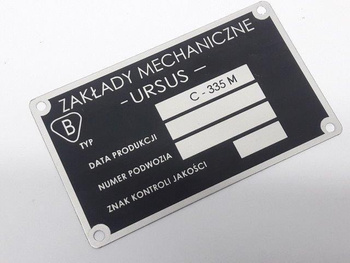 ZAKŁADY MECHANICZNE
-URSUS-
B
TYP C-335 M
DATA PRODUKCJI
NUMER PODWOZIA
ZNAK KONTROLI JAKOŚCI